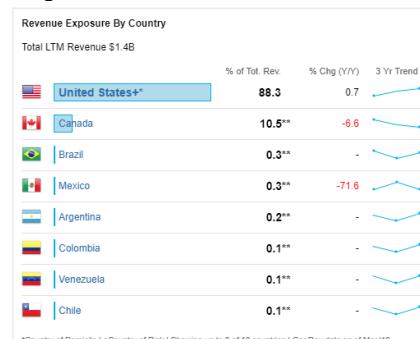 Revenue Exposure By Country
Total LTM Revenue $1.4B
% of Tot. Rev. % Chg (Y/Y) 3 Yr Trend
United States+* 88.3 0.7
Canada 10.5** -6.6
Brazil 0.3** -
Mexico 0.3** -71.6
Argentina 0.2** -
Colombia 0.1** -
Venezuela 0.1** -
Chile 0.1** -